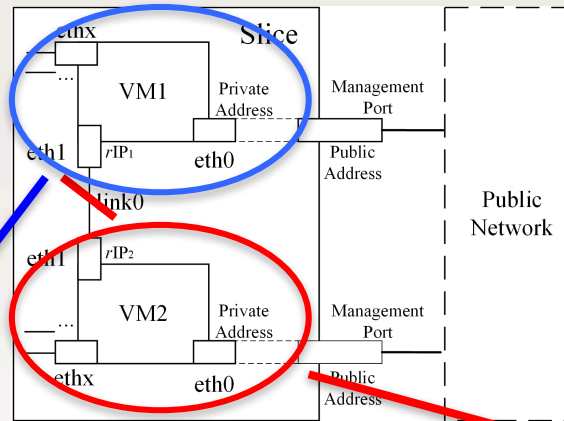 ethx
Slice
...
VM1
Private
Address
Management
Port
eth1
rIP1
eth0
Public
Address
link0
Public
Network
eth1
rIP2
...
VM2
Private
Address
Management
Port
ethx
eth0
Public
Address